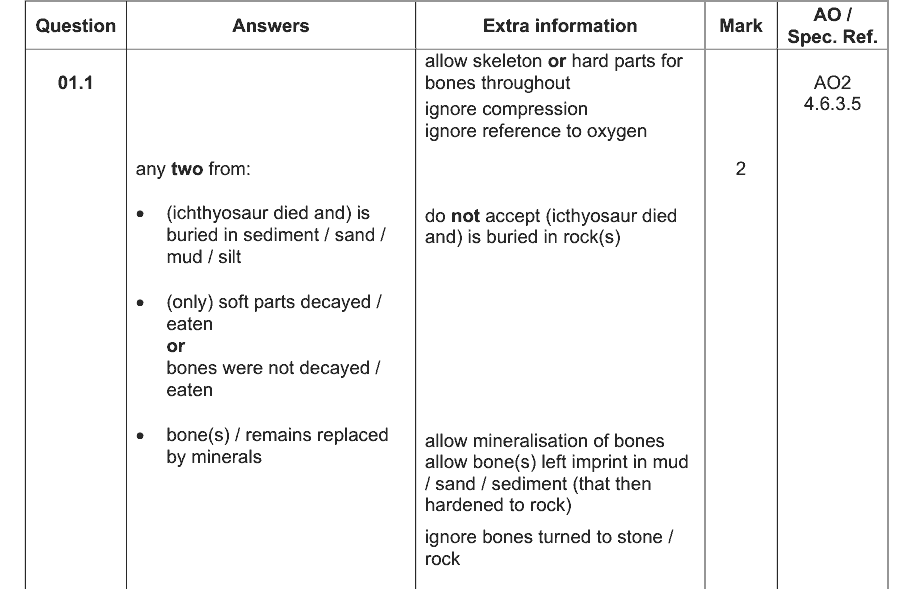 Question Answers Extra information Mark AO /
Spec. Ref.
01.1
allow skeleton or hard parts for
bones throughout
ignore compression
ignore reference to oxygen
AO2
4.6.3.5
any two from:
2
• (ichthyosaur died and) is
buried in sediment / sand /
mud / silt
do not accept (icthyosaur died
and) is buried in rock(s)
• (only) soft parts decayed /
eaten
or
bones were not decayed /
eaten
• bone(s) / remains replaced
by minerals
allow mineralisation of bones
allow bone(s) left imprint in mud
/ sand / sediment (that then
hardened to rock)
ignore bones turned to stone /
rock